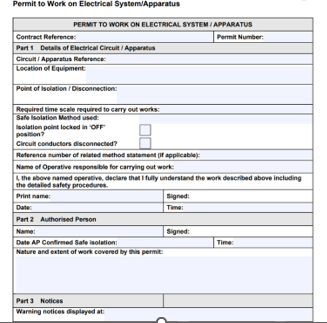 Permit to Work on Electrical System/Apparatus
PERMIT TO WORK ON ELECTRICAL SYSTEM / APPARATUS
Contract Reference: Permit Number:
Part 1 Details of Electrical Circuit / Apparatus
Circuit / Apparatus Reference:
Location of Equipment:
Point of Isolation / Disconnection:
Required time scale required to carry out works:
Safe Isolation Method used:
Isolation point locked in 'OFF'
position?
Circuit conductors disconnected?
Reference number of related method statement (if applicable):
Name of Operative responsible for carrying out work:
I, the above named operative, declare that I fully understand the work described above including
the detailed safety procedures.
Print name: Signed:
Date: Time:
Part 2 Authorised Person
Name: Signed:
Date AP Confirmed Safe isolation: Time:
Nature and extent of work covered by this permit:
Part 3 Notices
Warning notices displayed at: